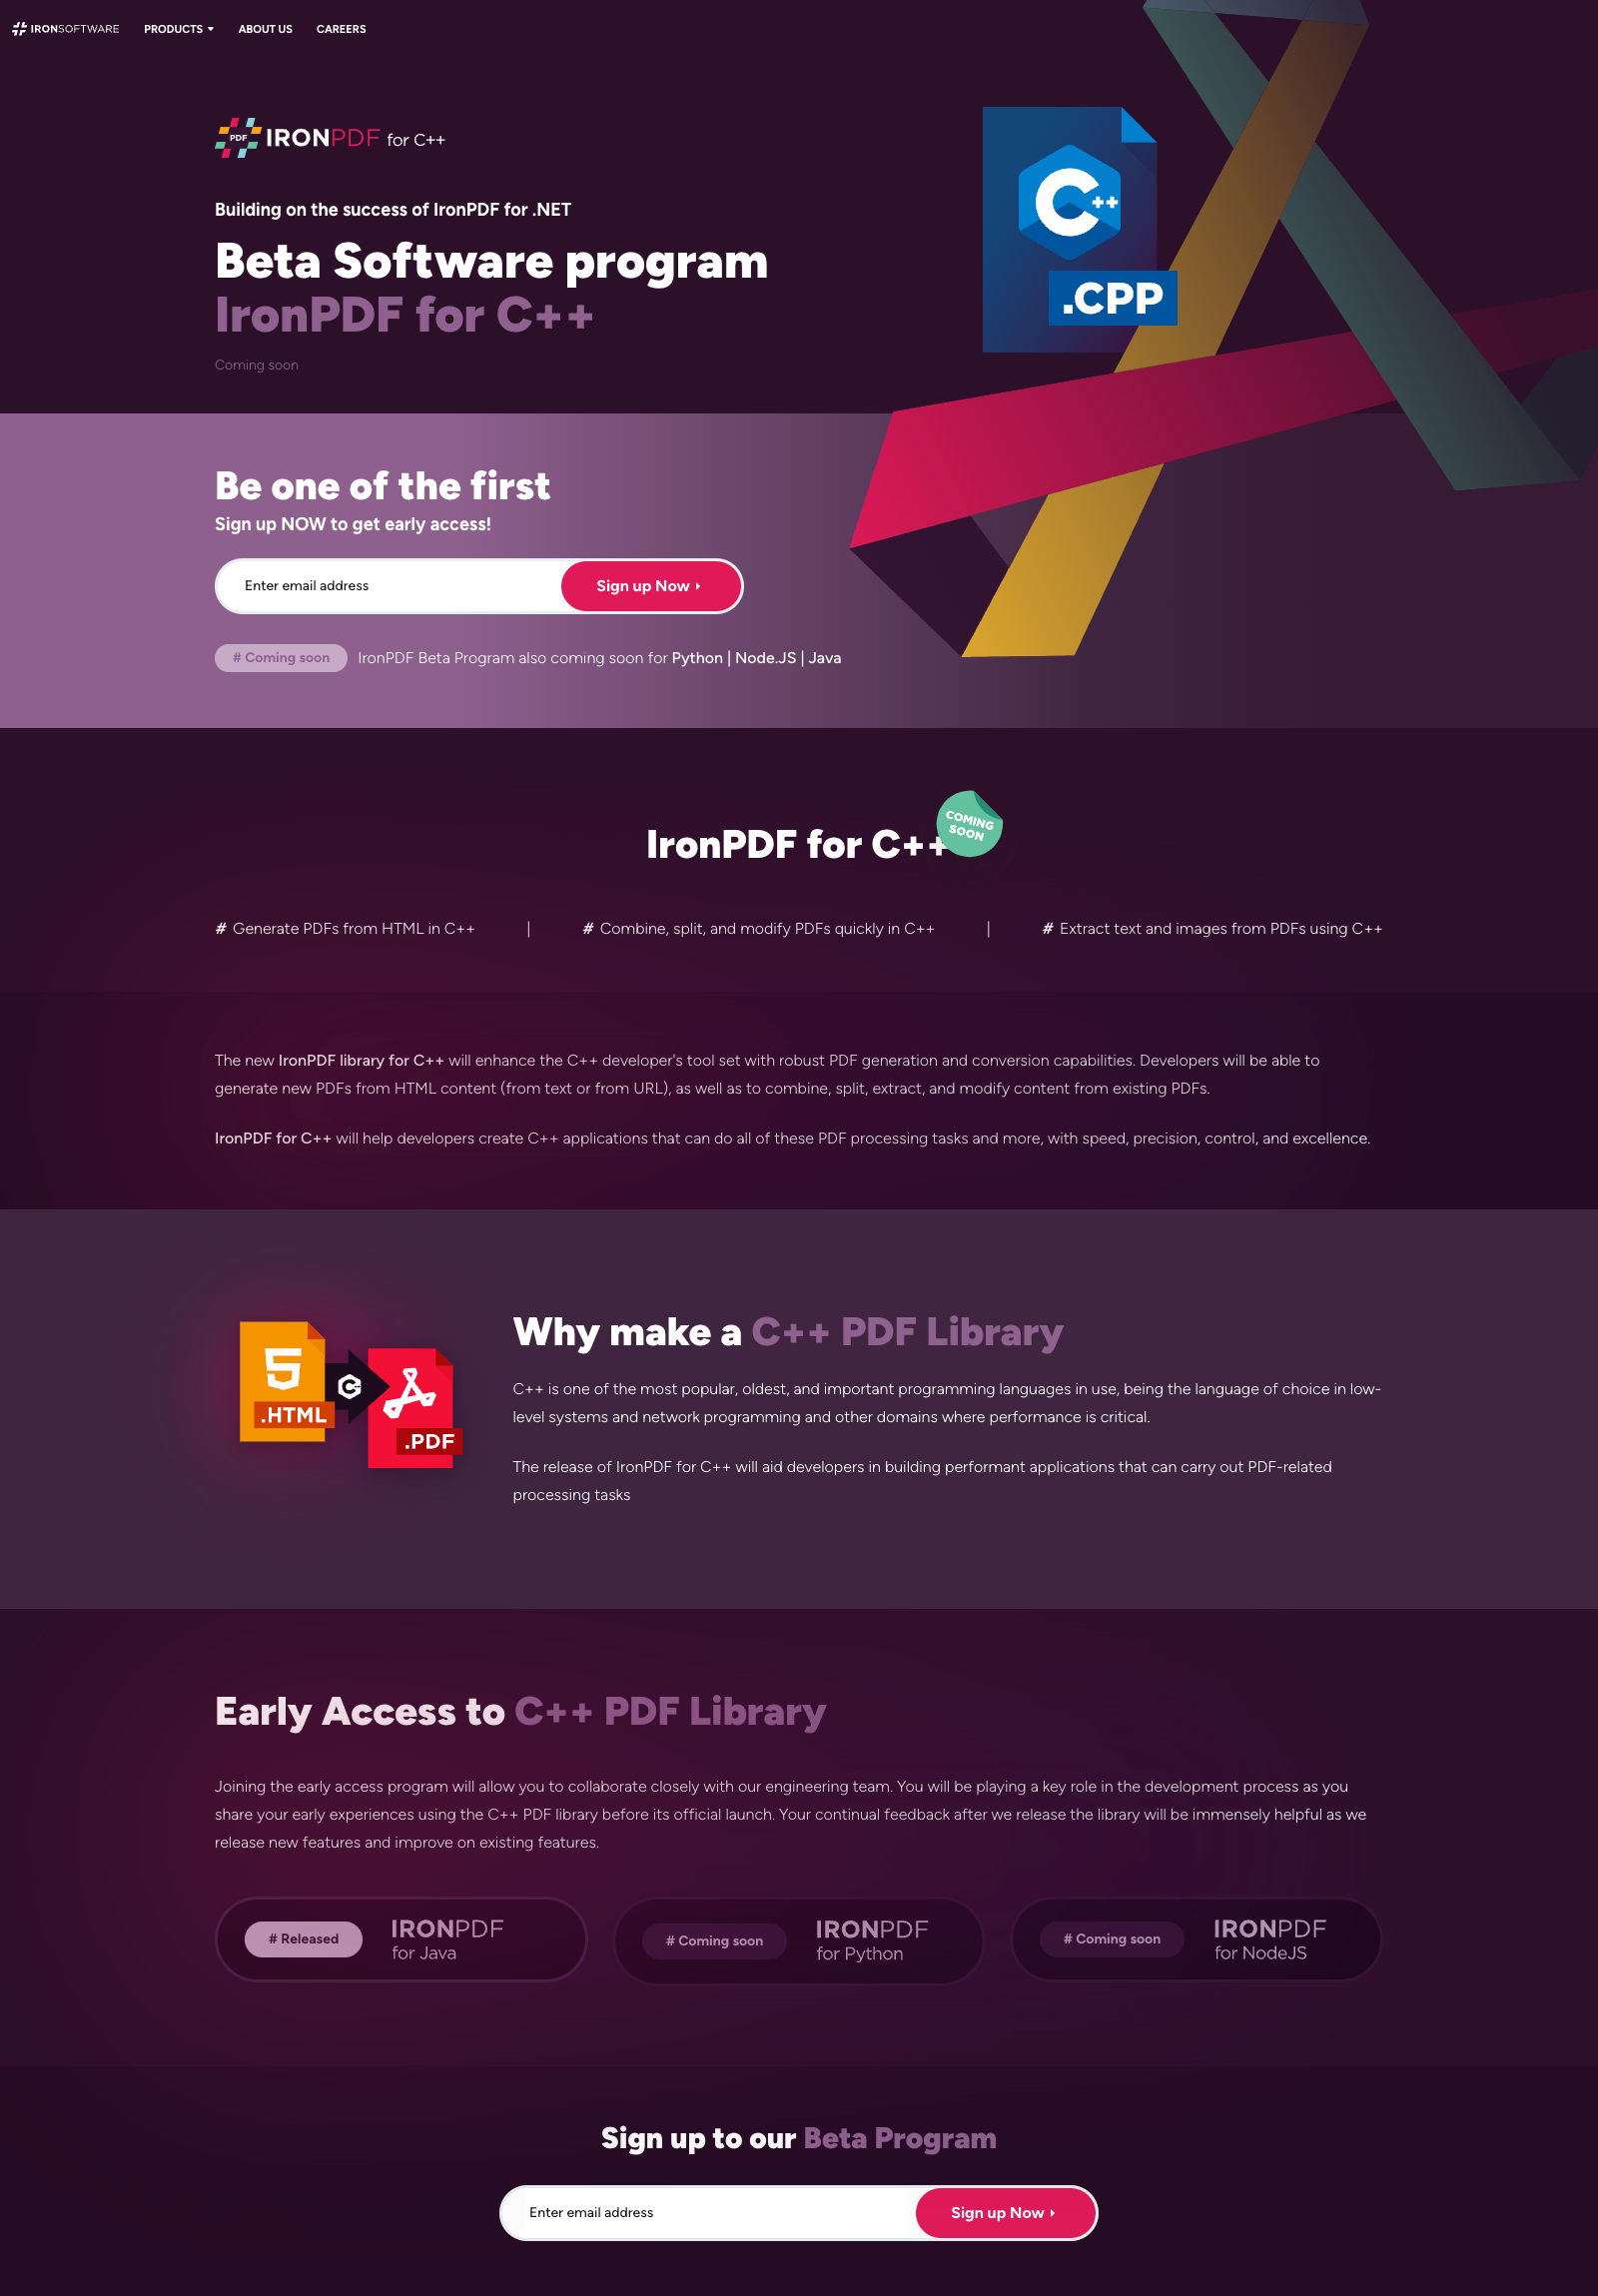 IRONSOFTWARE PRODUCTS ABOUT US CAREERS
PDF IRONPDF for C++
Building on the success of IronPDF for .NET
Beta Software program
IronPDF for C++
Coming soon
C++
.CPP
Be one of the first
Sign up NOW to get early access!
Enter email address Sign up Now
# Coming soon IronPDF Beta Program also coming soon for Python | Node.JS | Java
COMING
SOON
IronPDF for C++
# Generate PDFs from HTML in C++ | # Combine, split, and modify PDFs quickly in C++ | # Extract text and images from PDFs using C++
The new IronPDF library for C++ will enhance the C++ developer's tool set with robust PDF generation and conversion capabilities. Developers will be able to
generate new PDFs from HTML content (from text or from URL), as well as to combine, split, extract, and modify content from existing PDFs.
IronPDF for C++ will help developers create C++ applications that can do all of these PDF processing tasks and more, with speed, precision, control, and excellence.
5
.HTML
C++
.PDF
Why make a C++ PDF Library
C++ is one of the most popular, oldest, and important programming languages in use, being the language of choice in low-
level systems and network programming and other domains where performance is critical.
The release of IronPDF for C++ will aid developers in building performant applications that can carry out PDF-related
processing tasks
Early Access to C++ PDF Library
Joining the early access program will allow you to collaborate closely with our engineering team. You will be playing a key role in the development process as you
share your early experiences using the C++ PDF library before its official launch. Your continual feedback after we release the library will be immensely helpful as we
release new features and improve on existing features.
# Released IRONPDF
for Java
# Coming soon IRONPDF
for Python
# Coming soon IRONPDF
for NodeJS
Sign up to our Beta Program
Enter email address Sign up Now